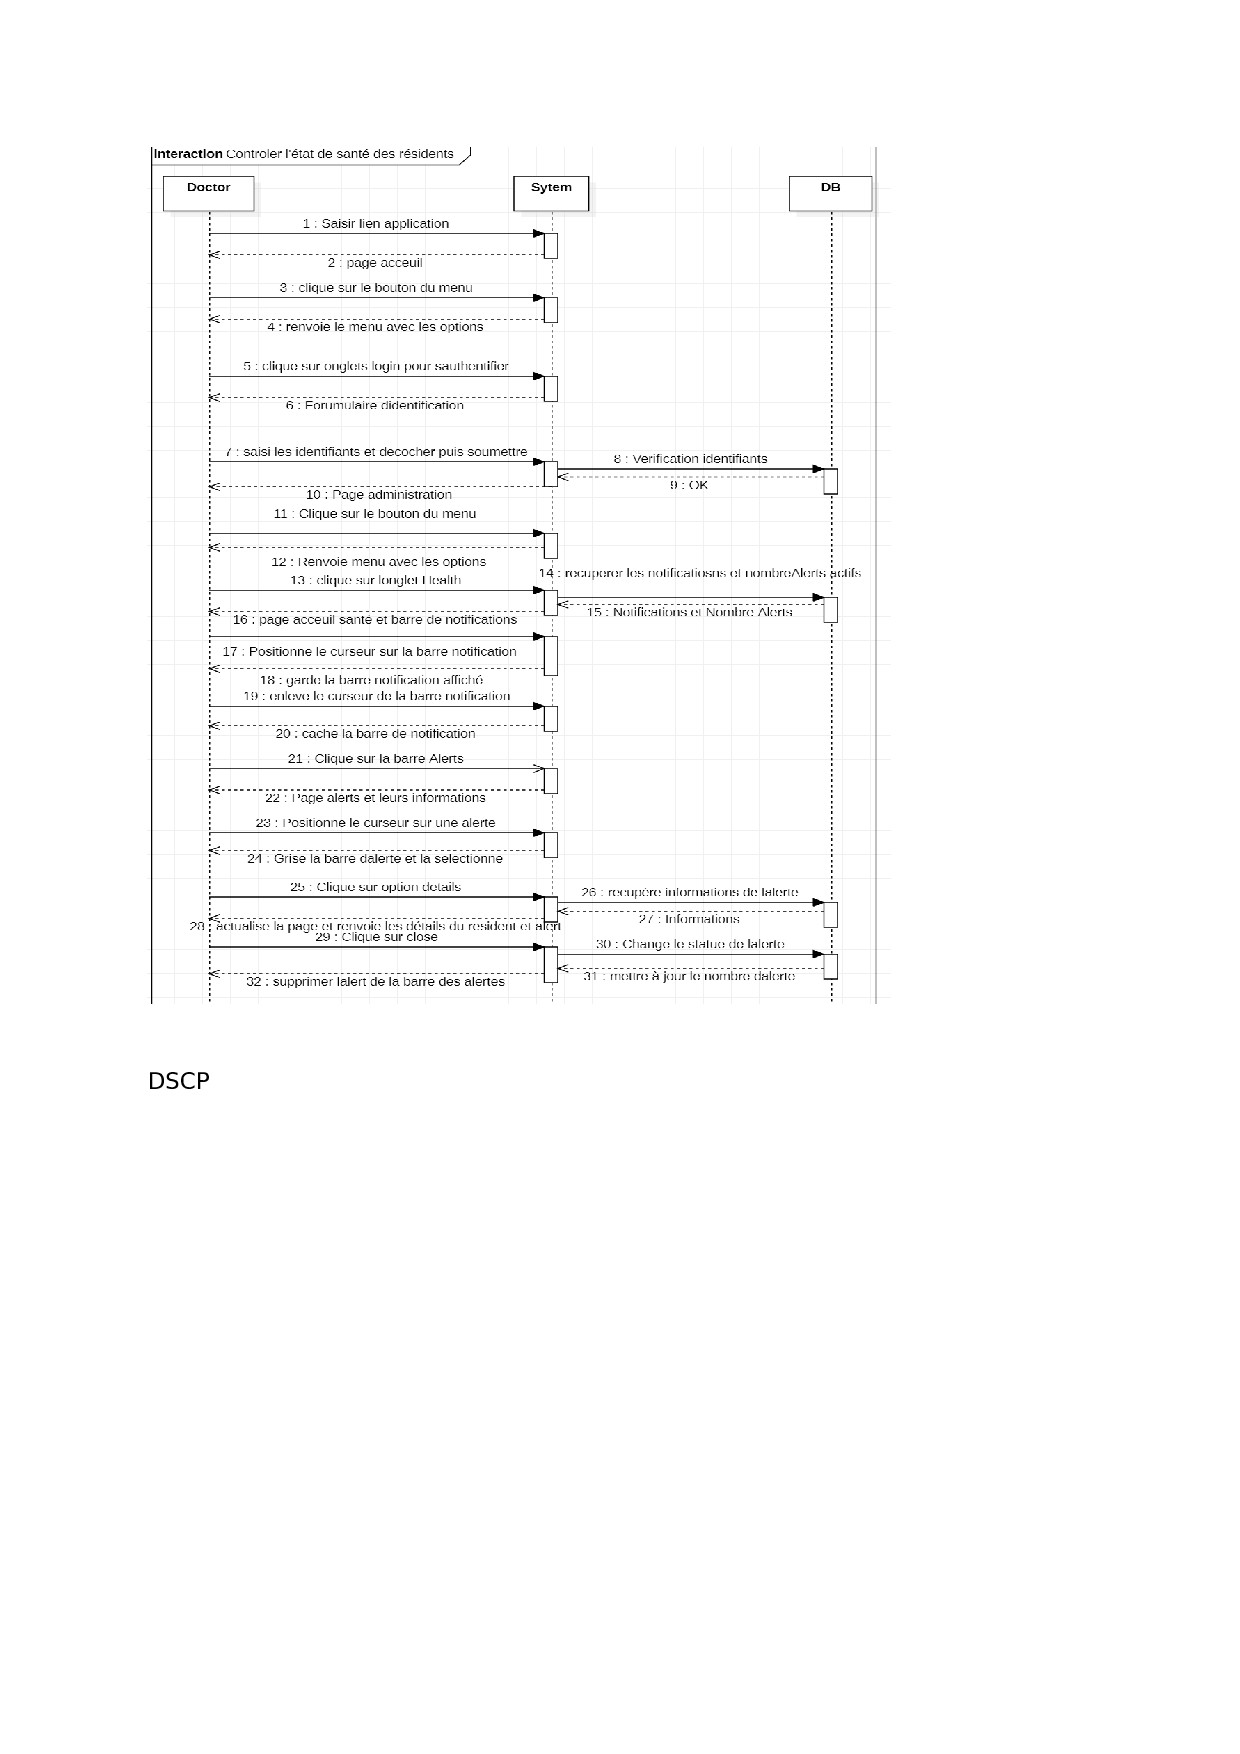 Interaction Controler l'état de santé des résidents
Doctor
Sytem
DB
1 : Saisir lien application
2 : page acceuil
3 : clique sur le bouton du menu
4 : renvoie le menu avec les options
5 : clique sur onglets login pour sauthentifier
6 : Forumulaire didentification
7 : saisi les identifiants et decocher puis soumettre
8 : Verification identifiants
9 : OK
10 : Page administration
11 : Clique sur le bouton du menu
12 : Renvoie menu avec les options
13 : clique sur longlet Health
14 : recuperer les notificatiosns et nombreAlerts actifs
15 : Notifications et Nombre Alerts
16 : page acceuil santé et barre de notifications
17 : Positionne le curseur sur la barre notification
18 : garde la barre notification affiché
19 : enleve le curseur de la barre notification
20 : cache la barre de notification
21 : Clique sur la barre Alerts
22 : Page alerts et leurs informations
23 : Positionne le curseur sur une alerte
24 : Grise la barre dalerte et la selectionne
25 : Clique sur option details
26 : recupère informations de lalerte
27 : Informations
28 : actualise la page et renvoie les détails du resident et alert
29 : Clique sur close
30 : Change le statue de lalerte
31 : mettre à jour le nombre dalerte
32 : supprimer lalert de la barre des alertes
DSCP